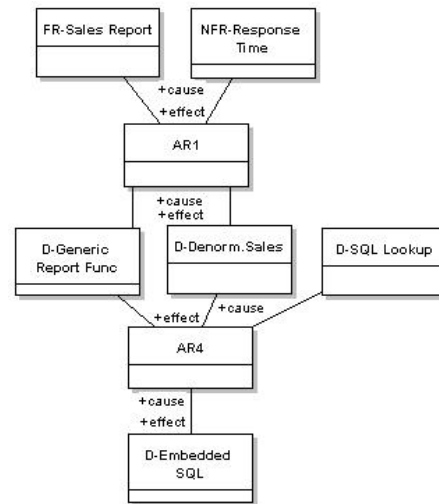 FR-Sales Report
NFR-Response
Time
+cause
+effect
AR1
+cause
+effect
D-Generic
Report Func
D-Denorm.Sales
D-SQL Lookup
+effect
+cause
AR4
+cause
+effect
D-Embedded
SQL